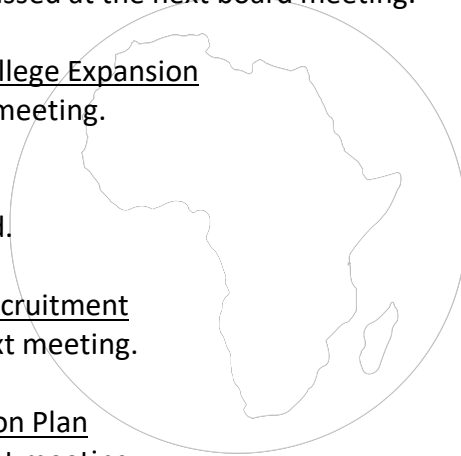 ssed at the next board meeting.
llege Expansion
meeting.
d.
cruitment
xt meeting.
on Plan